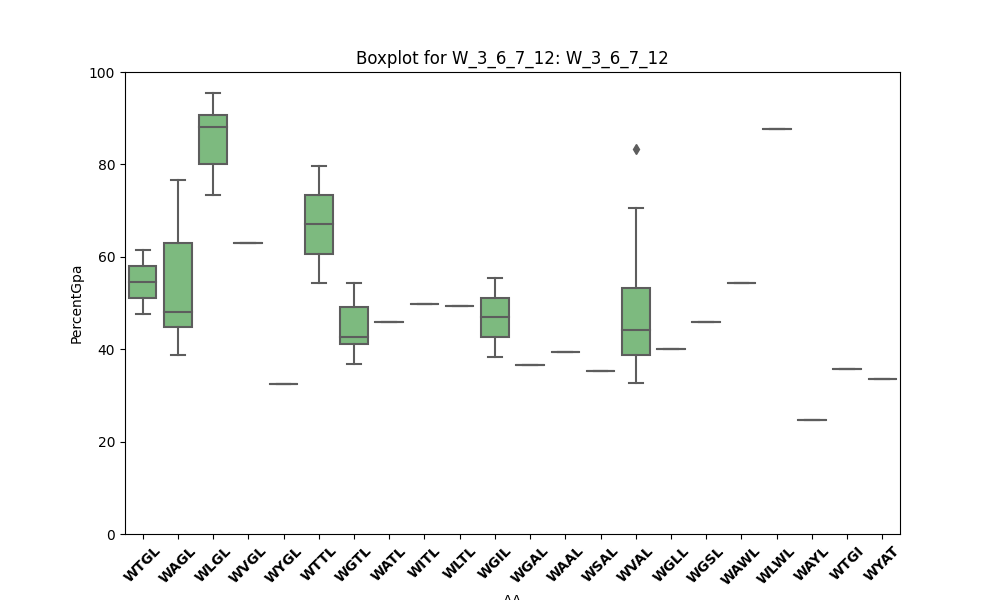 Boxplot for W_3_6_7_12: W_3_6_7_12
100
80
60
40
20
0
PercentGpa
WTGL WAGL WLGL WVGL WYGL WTTL WGTL WATL WITL WLTL WGIL WGAL WAAL WSAL WVAL WGLL WGSL WAWL WLWL WAYL WTGI WYAT
AA